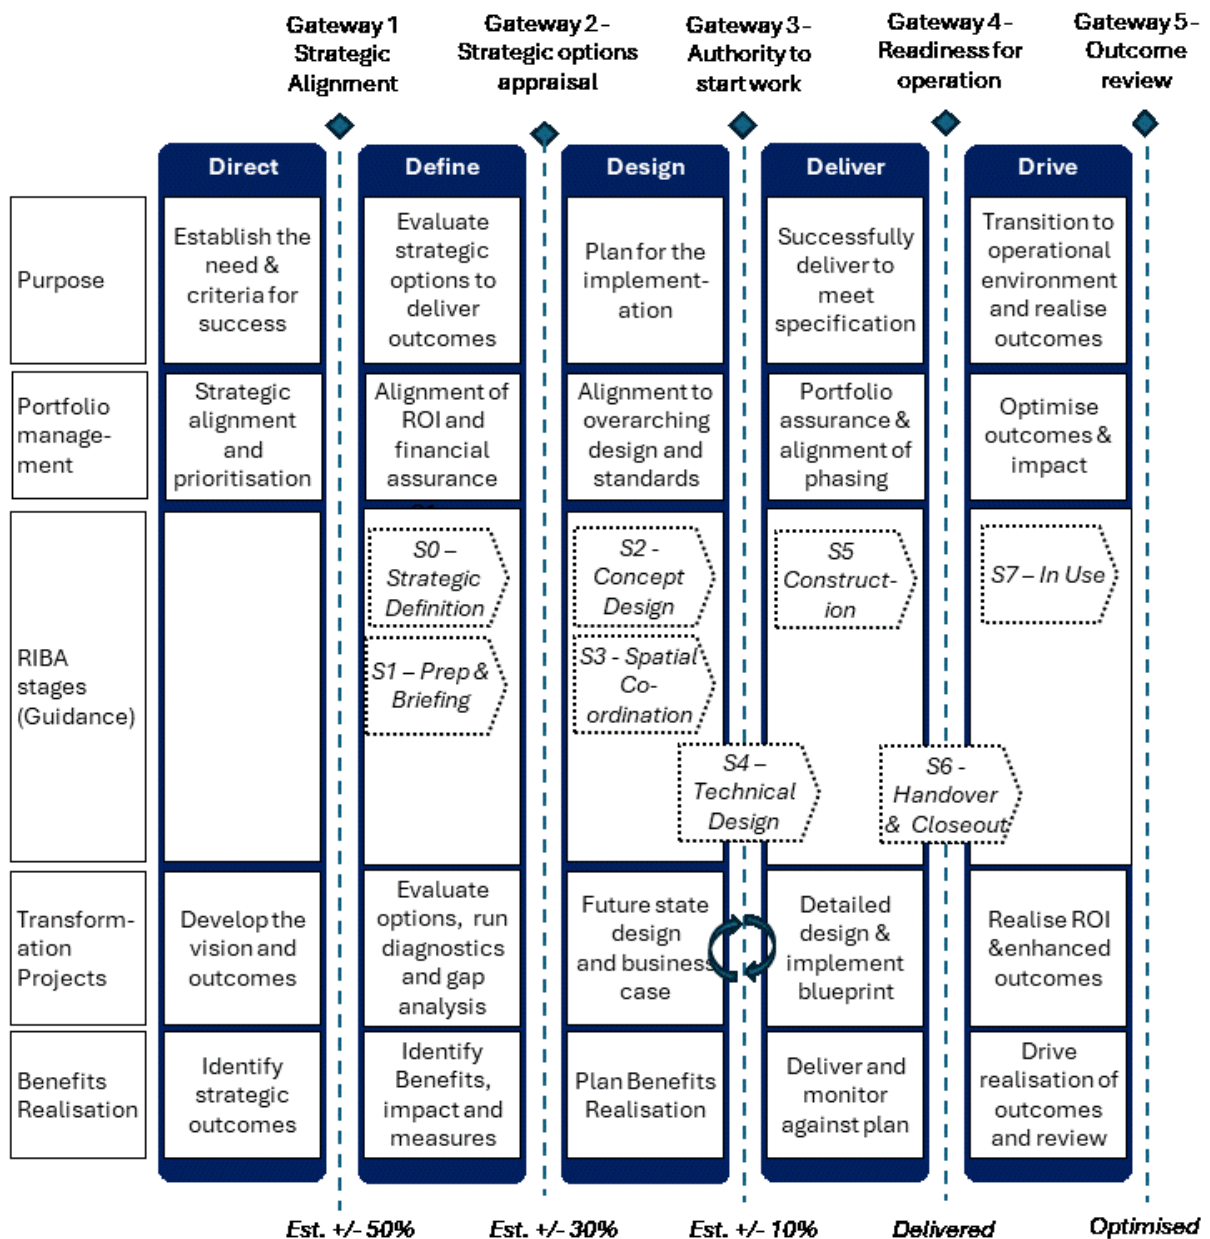 Gateway 1
Strategic
Alignment
Gateway 2 -
Strategic options
appraisal
Gateway 3 -
Authority to
start work
Gateway 4 -
Readiness for
operation
Gateway 5 -
Outcome
review
Direct
Define
Design
Deliver
Drive
Purpose
Establish the
need &
criteria for
success
Evaluate
strategic
options to
deliver
outcomes
Plan for the
implement-
ation
Successfully
deliver to
meet
specification
Transition to
operational
environment
and realise
outcomes
Portfolio
manage-
ment
Strategic
alignment
and
prioritisation
Alignment of
ROI and
financial
assurance
Alignment to
overarching
design and
standards
Portfolio
assurance &
alignment of
phasing
Optimise
outcomes &
impact
RIBA
stages
(Guidance)
S0 –
Strategic
Definition
S1 – Prep &
Briefing
S2 -
Concept
Design
S3 - Spatial
Co-
ordination
S4 –
Technical
Design
S5
Construct-
ion
S6 -
Handover
& Closeout
S7 – In Use
Transform-
ation
Projects
Develop the
vision and
outcomes
Evaluate
options, run
diagnostics
and gap
analysis
Future state
design
and business
case
Detailed
design &
implement
blueprint
Realise ROI
&enhanced
outcomes
Benefits
Realisation
Identify
strategic
outcomes
Identify
Benefits,
impact and
measures
Plan Benefits
Realisation
Deliver and
monitor
against plan
Drive
realisation of
outcomes
and review
Est. +/- 50%
Est. +/- 30%
Est. +/- 10%
Delivered
Optimised